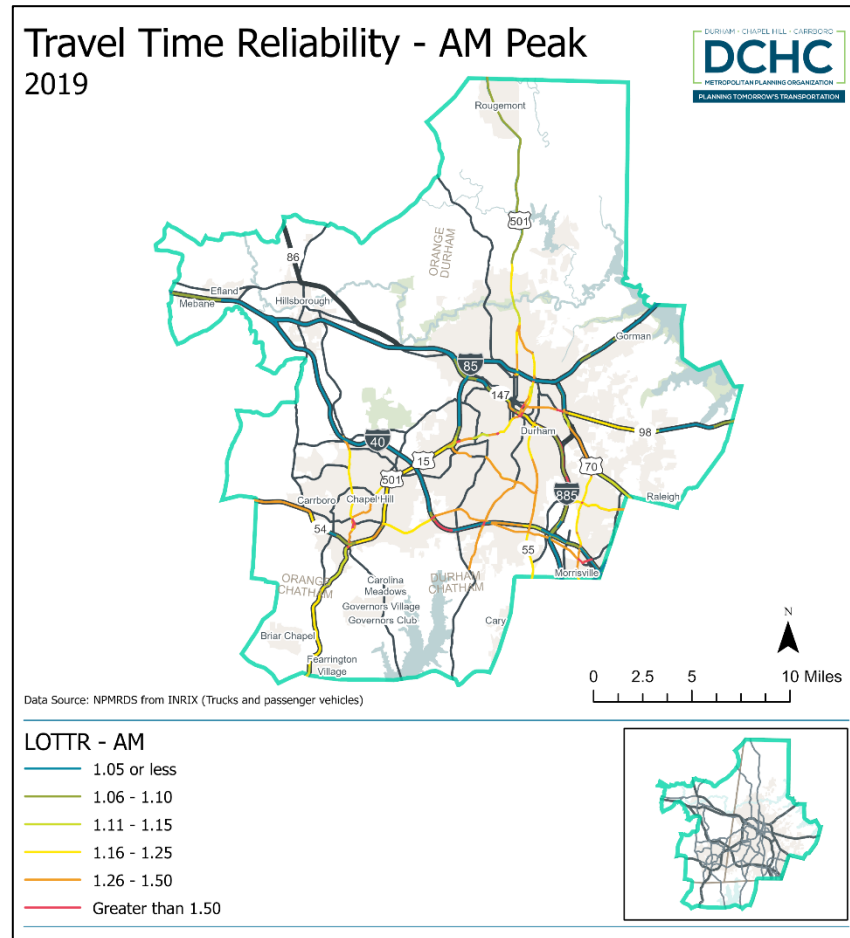 Travel Time Reliability - AM Peak
2019
DURHAM · CHAPEL HILL · CARRBORO
DCHC
METROPOLITAN PLANNING ORGANIZATION
PLANNING TOMORROW'S TRANSPORTATION
Rougemont
501
ORANGE
DURHAM
86
Efland
Mebane
Hillsborough
Gorman
85
147
Durham
98
40
15
70
501
885
Raleigh
Carrboro
Chapel Hill
54
55
Morrisville
ORANGE
CHATHAM
Carolina
Meadows
DURHAM
CHATHAM
Governors Village
Governors Club
Cary
Briar Chapel
Fearrington
Village
N
0 2.5 5 10 Miles
Data Source: NPMRDS from INRIX (Trucks and passenger vehicles)
LOTTR - AM
1.05 or less
1.06 - 1.10
1.11 - 1.15
1.16 - 1.25
1.26 - 1.50
Greater than 1.50